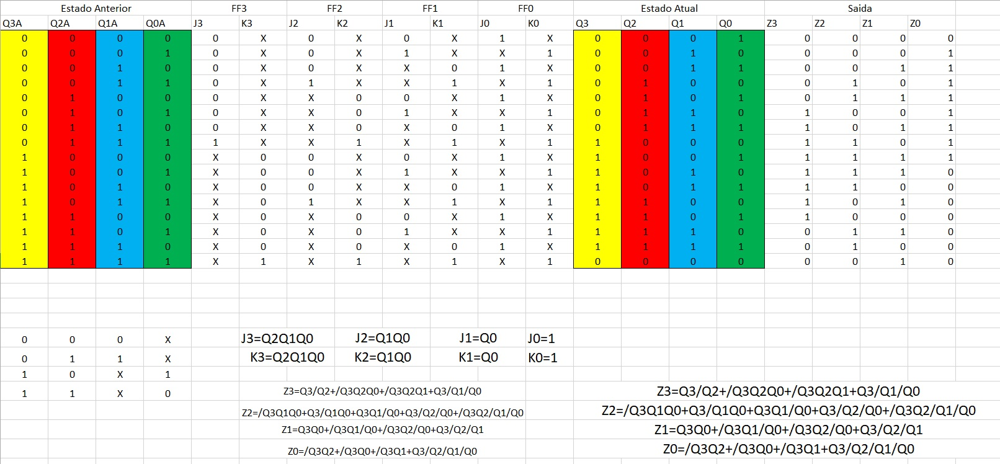 Estado Anterior FF3 FF2 FF1 FF0 Estado Atual Saida
Q3A Q2A Q1A Q0A J3 K3 J2 K2 J1 K1 J0 K0 Q3 Q2 Q1 Q0 Z3 Z2 Z1 Z0
0 0 0 0 0 X 0 X 0 X 1 X 0 0 0 1 0 0 0 0
0 0 0 1 0 X 0 X 1 X X 1 0 0 1 0 0 0 0 1
0 0 1 0 0 X 0 X X 0 1 X 0 0 1 1 0 0 1 1
0 0 1 1 0 X 1 X X 1 X 1 0 1 0 0 0 1 0 1
0 1 0 0 0 X X 0 0 X 1 X 0 1 0 1 0 1 1 1
0 1 0 1 0 X X 0 1 X X 1 0 1 1 0 1 0 0 1
0 1 1 0 0 X X 0 X 0 1 X 0 1 1 1 1 0 1 1
0 1 1 1 1 X X 1 X 1 X 1 1 0 0 0 1 1 0 1
1 0 0 0 X 0 0 X 0 X 1 X 1 0 0 1 1 1 1 1
1 0 0 1 X 0 0 X 1 X X 1 1 0 1 0 1 1 1 0
1 0 1 0 X 0 0 X X 0 1 X 1 0 1 1 1 1 0 0
1 0 1 1 X 0 1 X X 1 X 1 1 1 0 0 1 0 1 0
1 1 0 0 X 0 X 0 0 X 1 X 1 1 0 1 1 0 0 0
1 1 0 1 X 0 X 0 1 X X 1 1 1 1 0 0 1 1 0
1 1 1 0 X 0 X 0 X 0 1 X 1 1 1 1 0 1 0 0
1 1 1 1 X 1 X 1 X 1 X 1 0 0 0 0 0 0 1 0
0 0 0 X J3=Q2Q1Q0 J2=Q1Q0 J1=Q0 J0=1
0 1 1 X K3=Q2Q1Q0 K2=Q1Q0 K1=Q0 K0=1
1 0 X 1
1 1 X 0 Z3=Q3/Q2+/Q3Q2Q0+/Q3Q2Q1+Q3/Q1/Q0 Z3=Q3/Q2+/Q3Q2Q0+/Q3Q2Q1+Q3/Q1/Q0
Z2=/Q3Q1Q0+Q3/Q1Q0+Q3Q1/Q0+Q3/Q2/Q0+/Q3Q2/Q1/Q0 Z2=/Q3Q1Q0+Q3/Q1Q0+Q3Q1/Q0+Q3/Q2/Q0+/Q3Q2/Q1/Q0
Z1=Q3Q0+/Q3Q1/Q0+/Q3Q2/Q0+Q3/Q2/Q1 Z1=Q3Q0+/Q3Q1/Q0+/Q3Q2/Q0+Q3/Q2/Q1
Z0=/Q3Q2+/Q3Q0+/Q3Q1+Q3/Q2/Q1/Q0 Z0=/Q3Q2+/Q3Q0+/Q3Q1+Q3/Q2/Q1/Q0